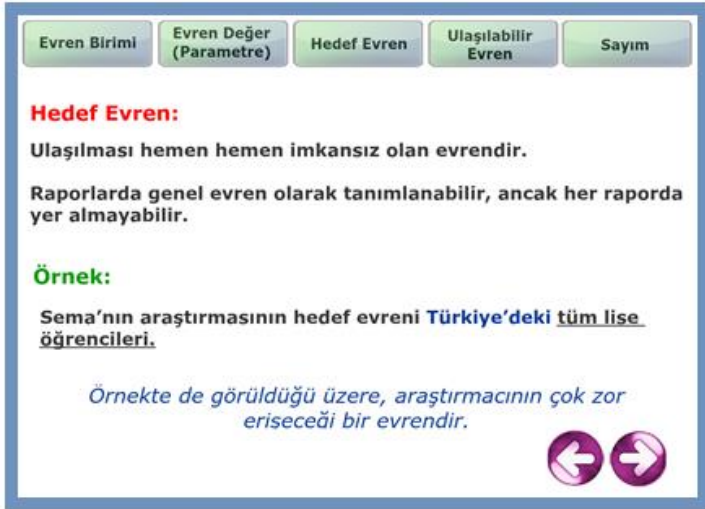 Evren Birimi
Evren Değer
(Parametre)
Hedef Evren
Ulaşılabilir
Evren
Sayım
Hedef Evren:
Ulaşılması hemen hemen imkansız olan evrendir.
Raporlarda genel evren olarak tanımlanabilir, ancak her raporda
yer almayabilir.
Örnek:
Sema’nın araştırmasının hedef evreni Türkiye’deki tüm lise
öğrencileri.
Örnekte de görüldüğü üzere, araştırmacının çok zor
erişeceği bir evrendir.